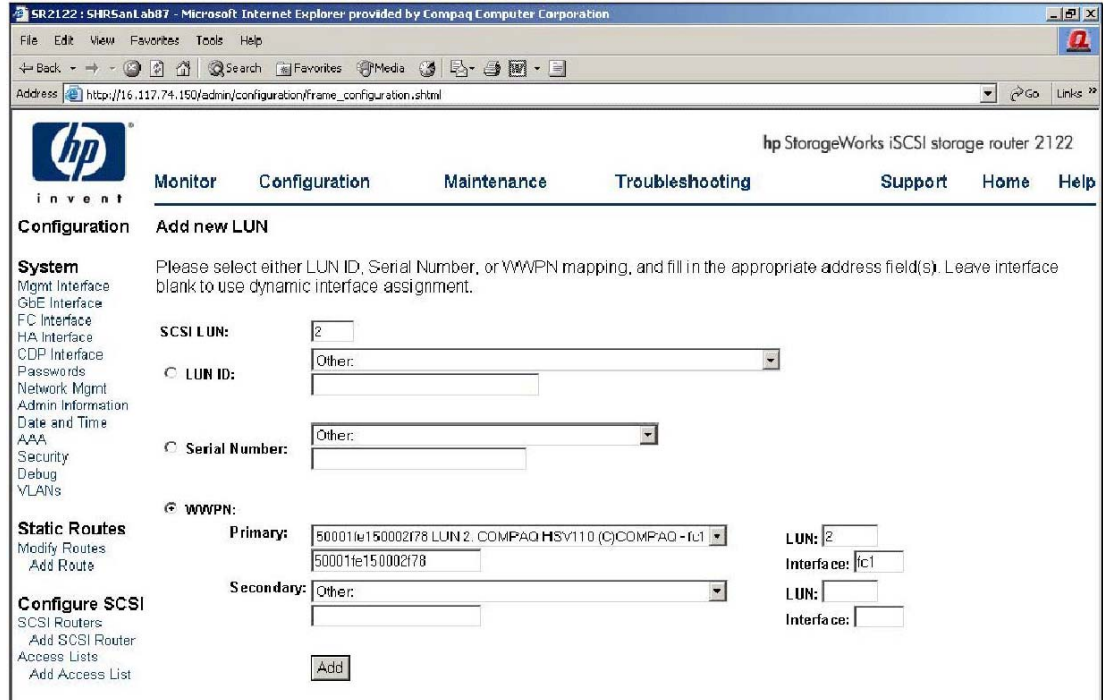 SR2122 : SHRSanLab87 - Microsoft Internet Explorer provided by Compaq Computer Corporation
File Edit View Favorites Tools Help
Back Search Favorites Media
Address http://16.117.74.150/admin/configuration/frame_configuration.shtml Go Links »
hp
invent
hp StorageWorks iSCSI storage router 2122
Monitor Configuration Maintenance Troubleshooting Support Home Help
Configuration
System
Mgmt Interface
GbE Interface
FC Interface
HA Interface
CDP Interface
Passwords
Network Mgmt
Admin Information
Date and Time
AAA
Security
Debug
VLANs
Static Routes
Modify Routes
Add Route
Configure SCSI
SCSI Routers
Add SCSI Router
Access Lists
Add Access List
Add new LUN
Please select either LUN ID, Serial Number, or WWPN mapping, and fill in the appropriate address field(s). Leave interface
blank to use dynamic interface assignment.
SCSI LUN: 2
LUN ID: Other:
Serial Number: Other:
WWPN:
Primary: 50001fe150002f78 LUN 2. COMPAQ HSV110 (C)COMPAQ - fc1 LUN: 2
50001fe150002f78 Interface: fc1
Secondary: Other: LUN:
Interface:
Add